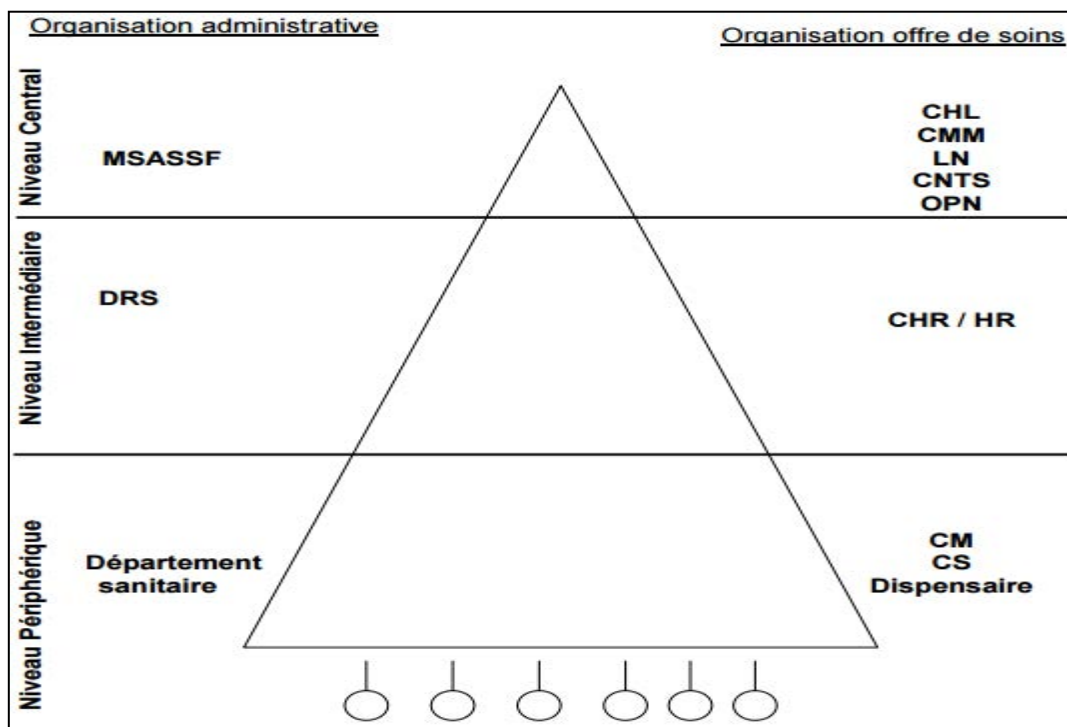 Organisation administrative
Organisation offre de soins
Niveau Central
MSASSF
CHL
CMM
LN
CNTS
OPN
Niveau Intermédiaire
DRS
CHR / HR
Niveau Périphérique
Département
sanitaire
CM
CS
Dispensaire